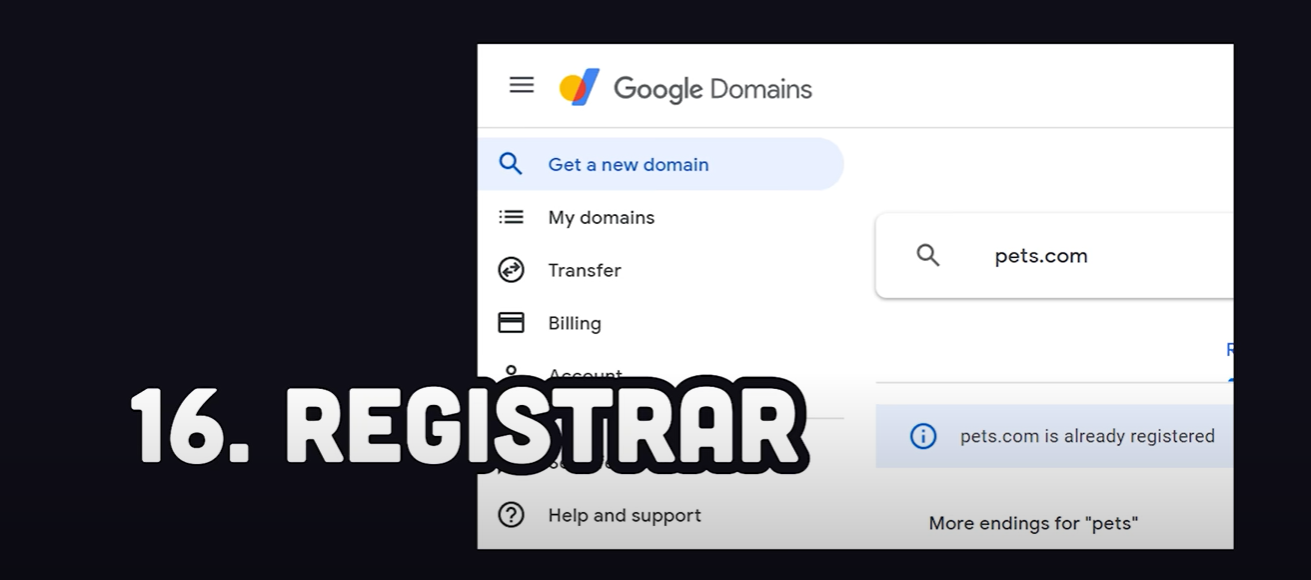 Google Domains
Get a new domain
My domains
Transfer
Billing
Account
16. REGISTRAR
Help and support
pets.com
pets.com is already registered
More endings for "pets"